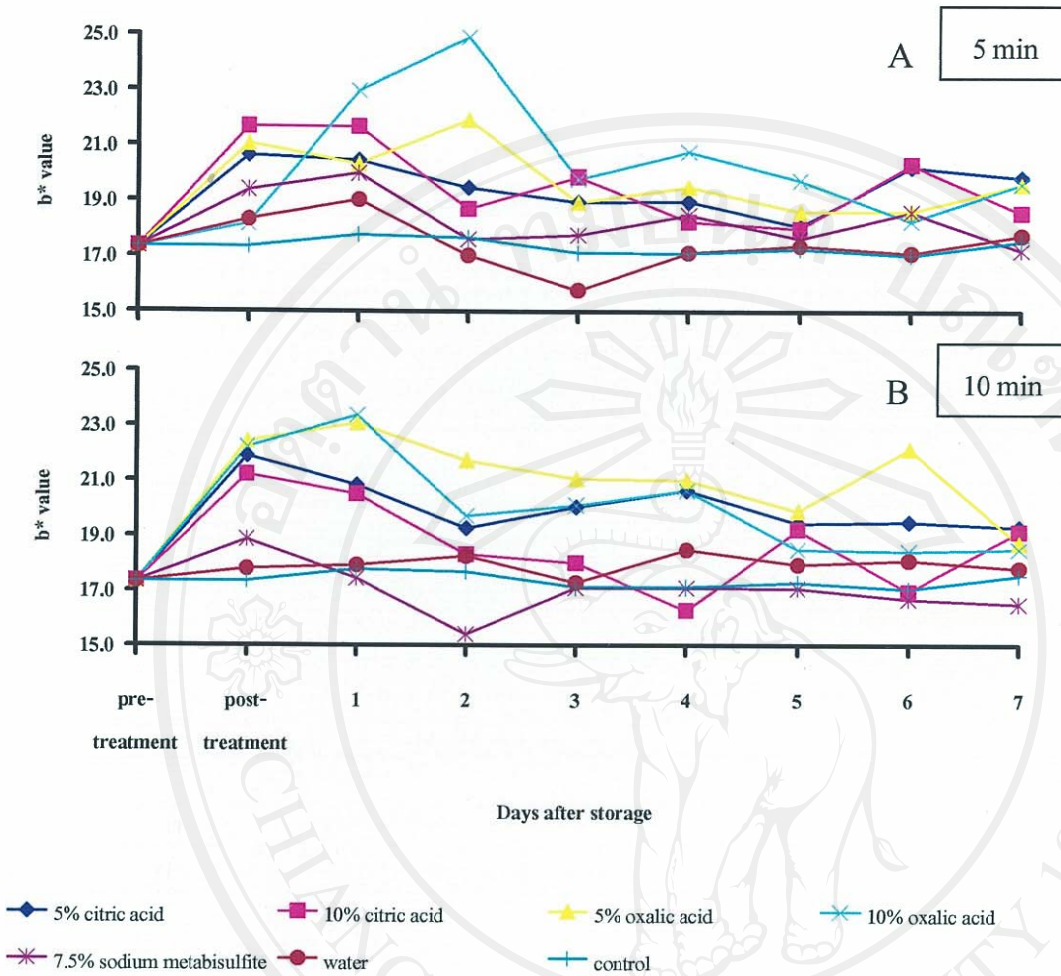 A
5 min
25.0
23.0
21.0
19.0
17.0
15.0
b* value
B
10 min
25.0
23.0
21.0
19.0
17.0
15.0
b* value
pre-treatment
post-treatment
1
2
3
4
5
6
7
Days after storage
5% citric acid
10% citric acid
5% oxalic acid
10% oxalic acid
7.5% sodium metabisulfite
water
control